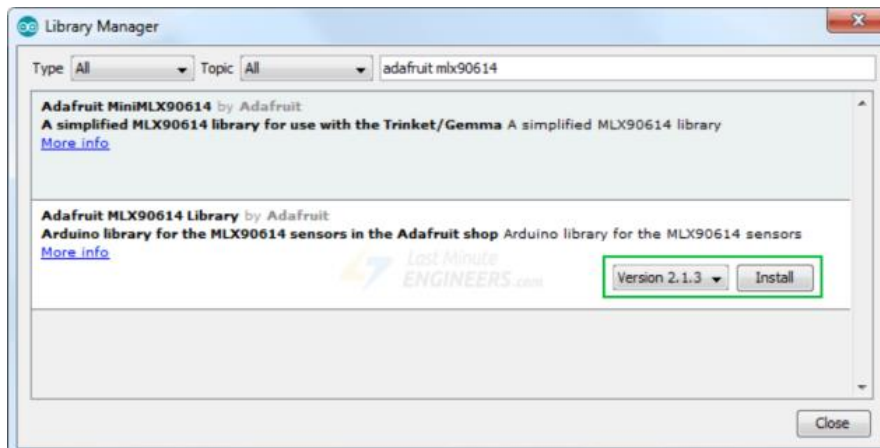 Library Manager
Type All Topic All adafruit mlx90614
Adafruit MiniMLX90614 by Adafruit
A simplified MLX90614 library for use with the Trinket/Gemma A simplified MLX90614 library
More info
Adafruit MLX90614 Library by Adafruit
Arduino library for the MLX90614 sensors in the Adafruit shop Arduino library for the MLX90614 sensors
More info
Last Minute
ENGINEERS.com
Version 2.1.3 Install
Close